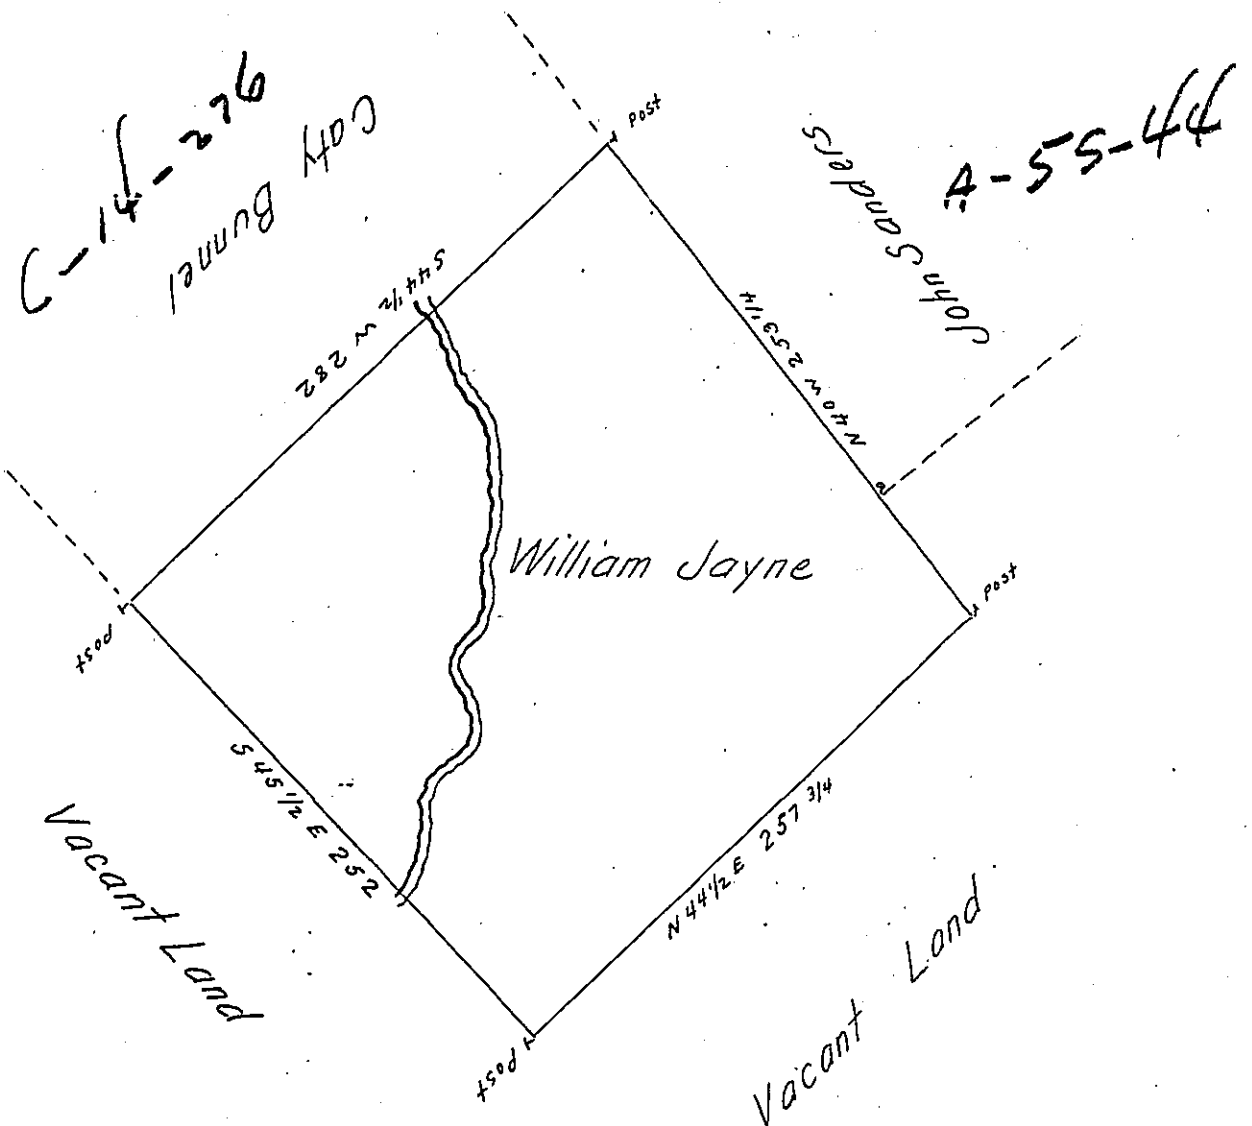 C-14-276
Caty Bunnel
post
John Sanders
A-55-44
S 44 1/2 W 282
N 40 W 253 1/4
William Jayne
post
post
S 45 1/2 E 252
N 44 1/2 E 257 3/4
Vacant Land
Vacant Land
Post